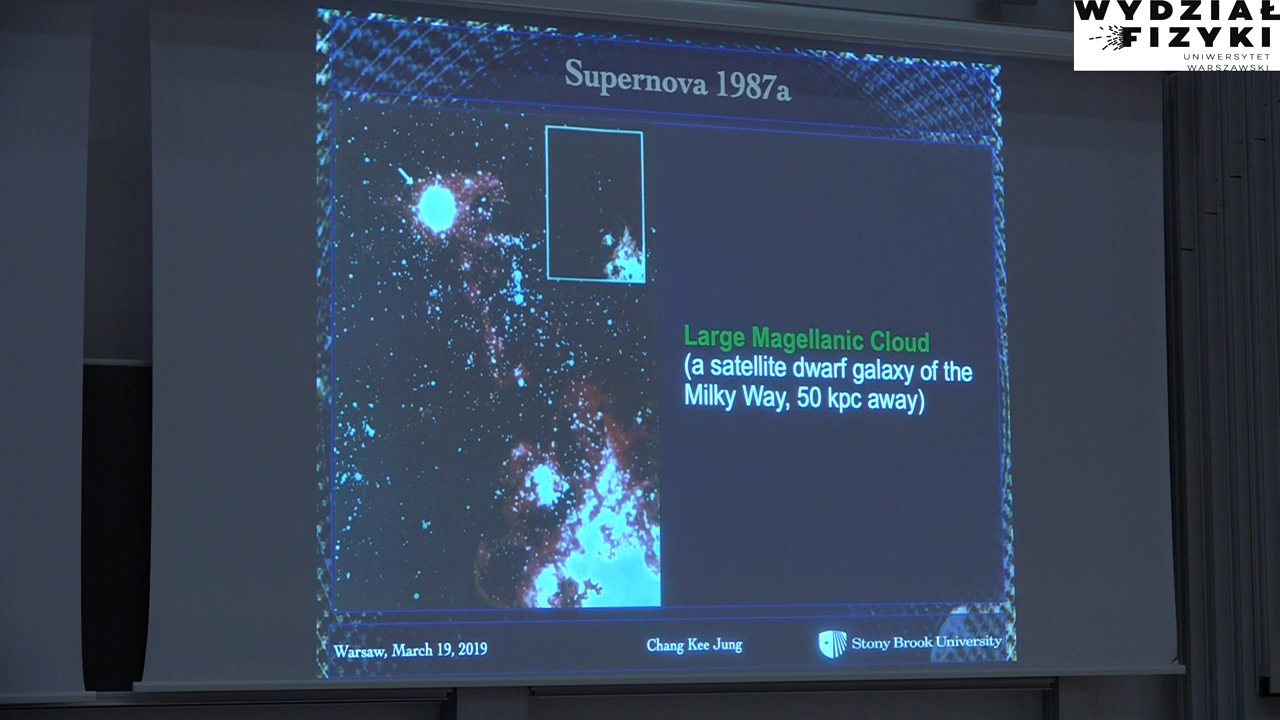 WYDZIAŁ
FIZYKI
UNIWERSYTET
WARSZAWSKI
Supernova 1987a
Large Magellanic Cloud
(a satellite dwarf galaxy of the
Milky Way, 50 kpc away)
Warsaw, March 19, 2019
Chang Kee Jung
Stony Brook University